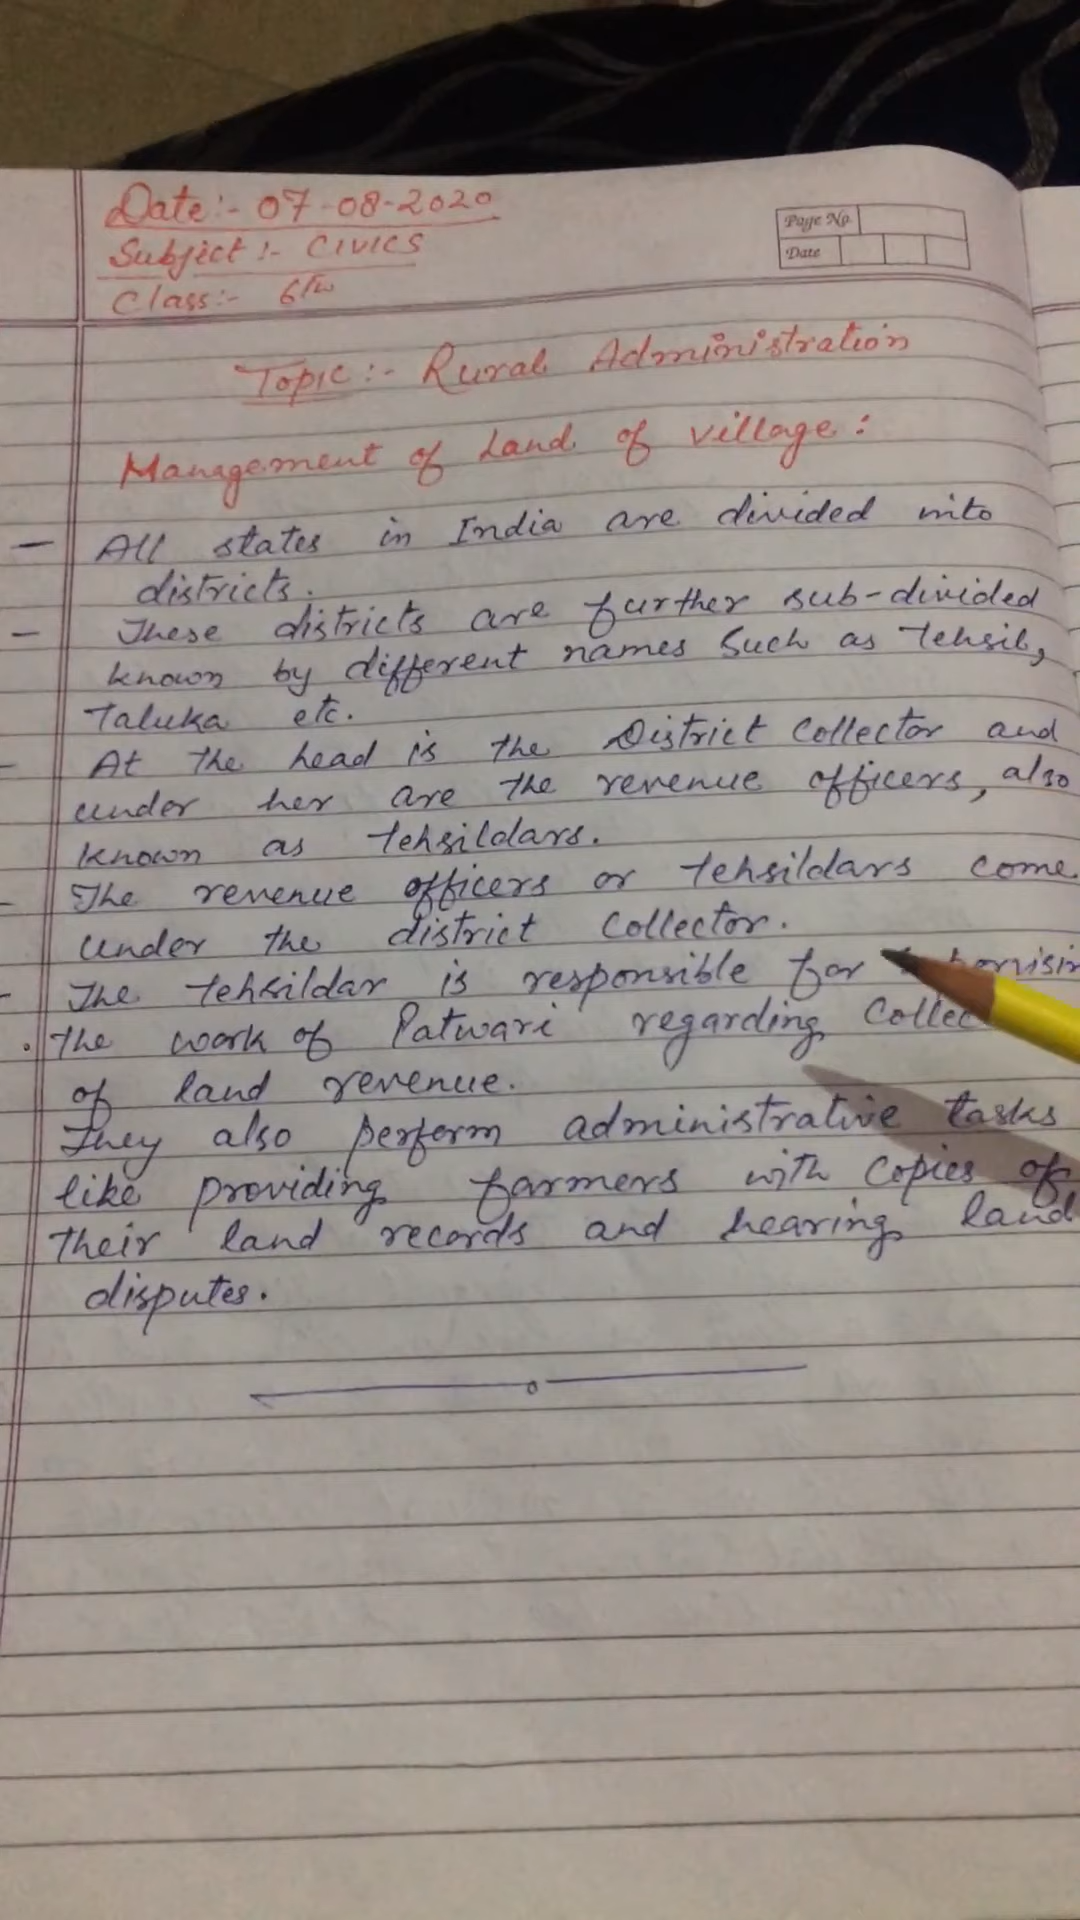 Date:- 07-08-2020
Subject:- CIVICS
Class:- 6th
Page No.
Date
Topic:- Rural Administration
Management of Land of village:
- All states in India are divided into
districts.
- These districts are further sub-divided
known by different names such as Tehsil,
Taluka etc.
- At the head is the District Collector and
under her are the revenue officers, also
known as tehsildars.
- The revenue officers or tehsildars come
under the district Collector.
- The tehsildar is responsible for
. the work of Patwari regarding
of land revenue.
They also perform administrative tasks
like providing farmers with copies of
their land records and hearing land
disputes.